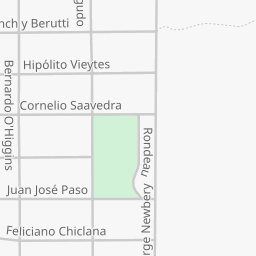 nch y Berutti
Hipólito Vieytes
Cornelio Saavedra
Bernardo O'Higgins
Rondeau
Juan José Paso
rge Newbery
Feliciano Chiclana